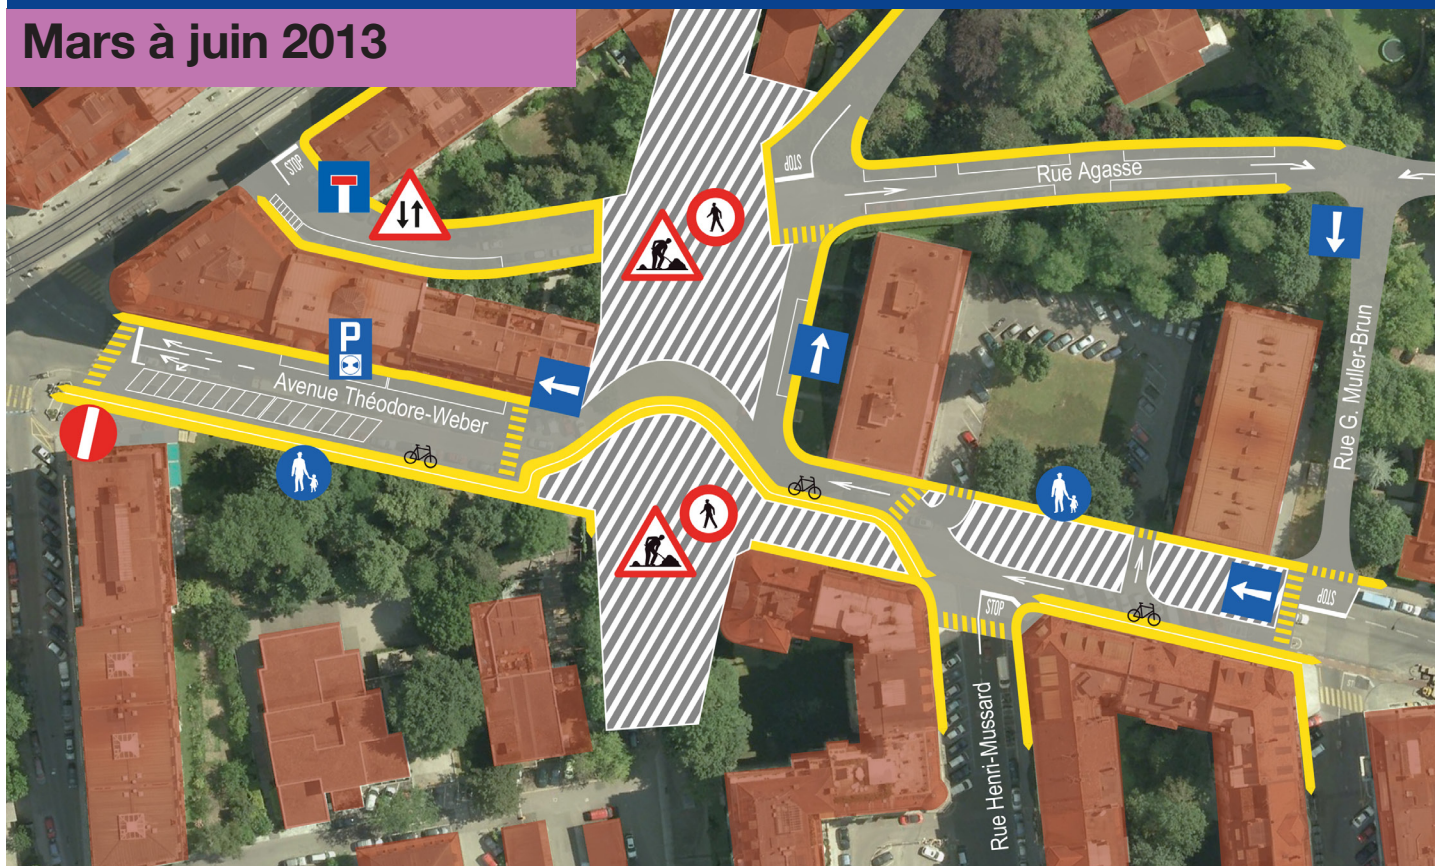 Mars à juin 2013
STOP
STOP
Rue Agasse
P
Avenue Théodore-Weber
Rue G. Muller-Brun
STOP
STOP
Rue Henri-Mussard